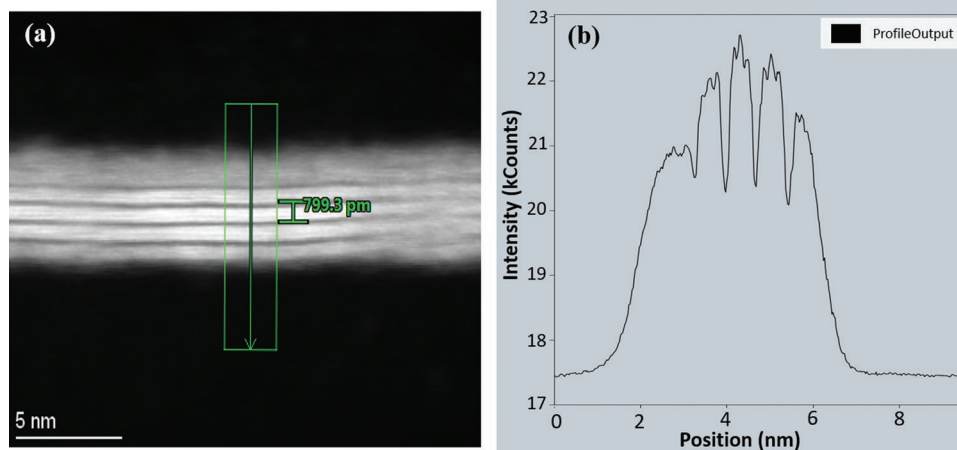 (a)
799.3 pm
5 nm
(b)
ProfileOutput
Intensity (kCounts)
23
22
21
20
19
18
17
0 2 4 6 8
Position (nm)